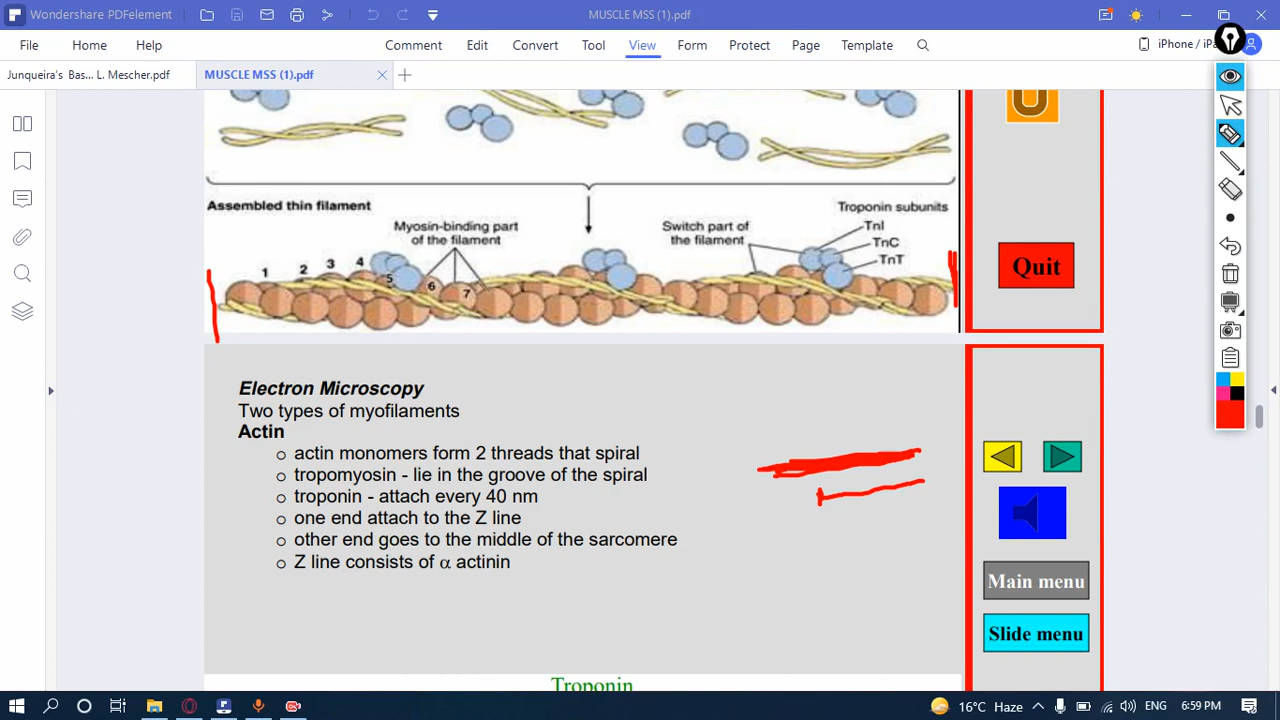 Wondershare PDFelement
MUSCLE MSS (1).pdf
File Home Help Comment Edit Convert Tool View Form Protect Page Template iPhone / iPa
Junqueira's Bas... L. Mescher.pdf MUSCLE MSS (1).pdf
Assembled thin filament
Myosin-binding part
of the filament
Switch part of
the filament
Troponin subunits
TnI
TnC
TnT
1 2 3 4 5 6 7
Quit
Electron Microscopy
Two types of myofilaments
Actin
o actin monomers form 2 threads that spiral
o tropomyosin - lie in the groove of the spiral
o troponin - attach every 40 nm
o one end attach to the Z line
o other end goes to the middle of the sarcomere
o Z line consists of α actinin
Main menu
Slide menu
Troponin
16°C Haze ENG 6:59 PM